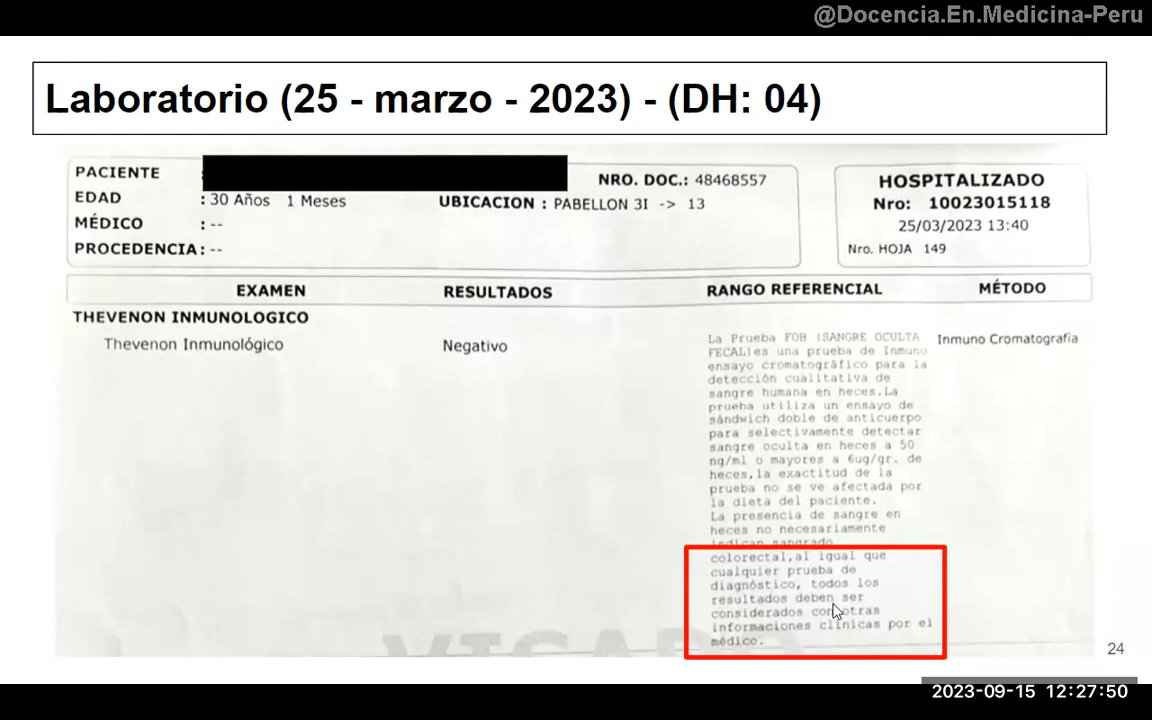 @Docencia.En.Medicina-Peru
Laboratorio (25 - marzo - 2023) - (DH: 04)
PACIENTE :
NRO. DOC.: 48468557
EDAD : 30 Años 1 Meses
UBICACION : PABELLON 3I -> 13
MÉDICO : --
PROCEDENCIA : --
HOSPITALIZADO
Nro: 10023015118
25/03/2023 13:40
Nro. HOJA 149
EXAMEN RESULTADOS RANGO REFERENCIAL MÉTODO
THEVENON INMUNOLOGICO
Thevenon Inmunológico Negativo
La Prueba FOB (SANGRE OCULTA
FECAL)es una prueba de Inmuno
ensayo cromatográfico para la
detección cualitativa de
sangre humana en heces.La
prueba utiliza un ensayo de
sándwich doble de anticuerpo
para selectivamente detectar
sangre oculta en heces a 50
ng/ml o mayores a 6ug/gr. de
heces,la exactitud de la
prueba no se ve afectada por
la dieta del paciente.
La presencia de sangre en
heces no necesariamente
indican sangrado
colorectal,al igual que
cualquier prueba de
diagnóstico, todos los
resultados deben ser
considerados con otras
informaciones clínicas por el
médico.
Inmuno Cromatografía
24
2023-09-15 12:27:50